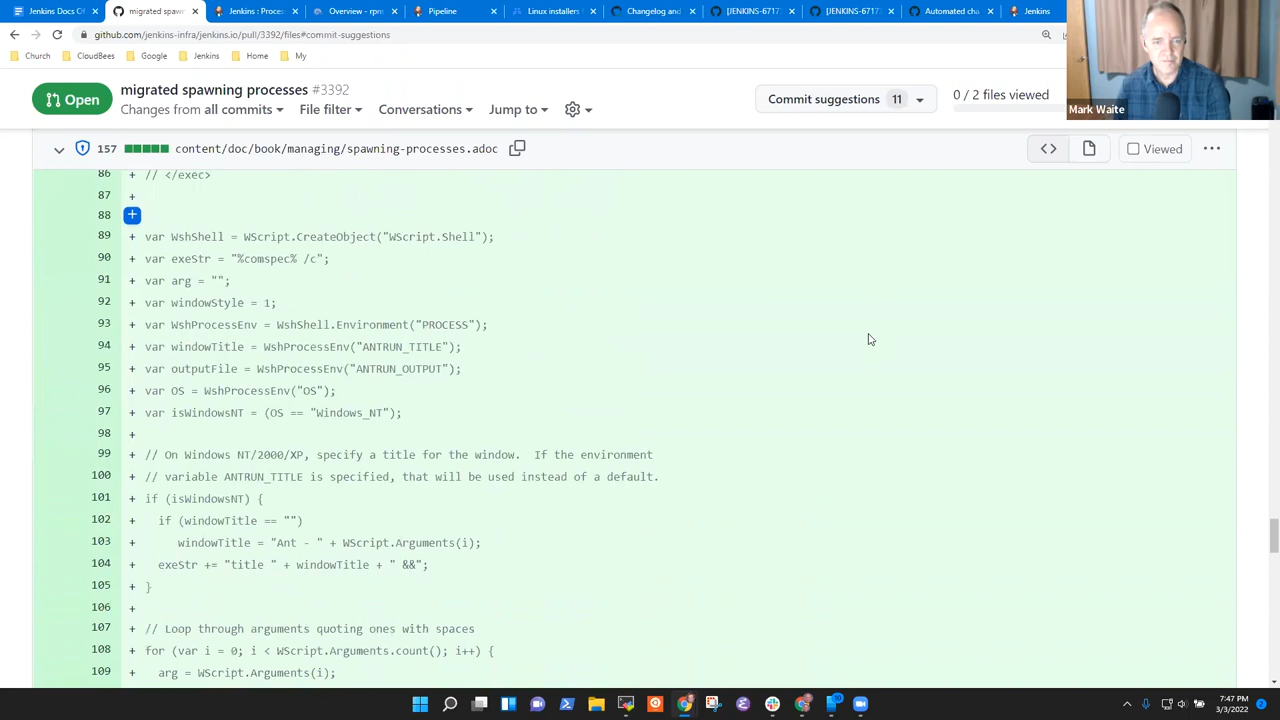 Jenkins Docs Of
migrated spawn
Jenkins : Proces
Overview - rpm
Pipeline
Linux installers f
Changelog and
[JENKINS-6717
[JENKINS-6717
Automated cha
Jenkins
github.com/jenkins-infra/jenkins.io/pull/3392/files#commit-suggestions
Church
CloudBees
Google
Jenkins
Home
My
Open
migrated spawning processes #3392
Changes from all commits
File filter
Conversations
Jump to
Commit suggestions 11
0 / 2 files viewed
Mark Waite
157 content/doc/book/managing/spawning-processes.adoc
Viewed
86 + // </exec>
87 +
88 +
89 + var WshShell = WScript.CreateObject("WScript.Shell");
90 + var exeStr = "%comspec% /c";
91 + var arg = "";
92 + var windowStyle = 1;
93 + var WshProcessEnv = WshShell.Environment("PROCESS");
94 + var windowTitle = WshProcessEnv("ANTRUN_TITLE");
95 + var outputFile = WshProcessEnv("ANTRUN_OUTPUT");
96 + var OS = WshProcessEnv("OS");
97 + var isWindowsNT = (OS == "Windows_NT");
98 +
99 + // On Windows NT/2000/XP, specify a title for the window.  If the environment
100 + // variable ANTRUN_TITLE is specified, that will be used instead of a default.
101 + if (isWindowsNT) {
102 + if (windowTitle == "")
103 + windowTitle = "Ant - " + WScript.Arguments(i);
104 + exeStr += "title " + windowTitle + " &&";
105 + }
106 +
107 + // Loop through arguments quoting ones with spaces
108 + for (var i = 0; i < WScript.Arguments.count(); i++) {
109 + arg = WScript.Arguments(i);
7:47 PM
3/3/2022